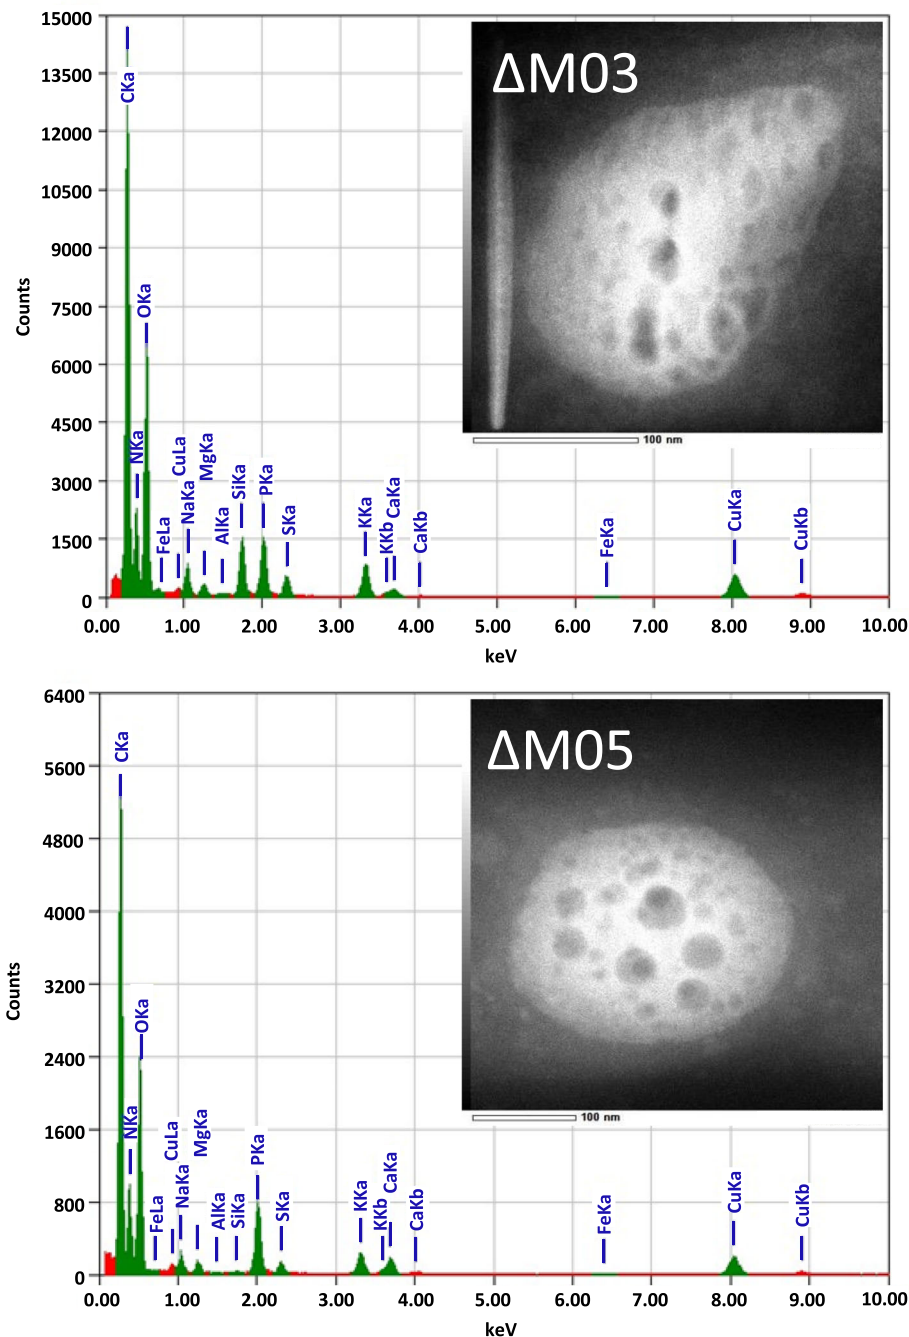 15000
13500
12000
10500
9000
7500
6000
4500
3000
1500
0
Counts
CKa
NKa
OKa
FeLa
CuLa
NaKa
MgKa
AlKa
SiKa
PKa
SKa
KKa
KKb
CaKa
CaKb
FeKa
CuKa
CuKb
ΔM03
100 nm
0.00 1.00 2.00 3.00 4.00 5.00 6.00 7.00 8.00 9.00 10.00
keV
6400
5600
4800
4000
3200
2400
1600
800
0
Counts
CKa
NKa
OKa
FeLa
CuLa
NaKa
MgKa
AlKa
SiKa
PKa
SKa
KKa
KKb
CaKa
CaKb
FeKa
CuKa
CuKb
ΔM05
100 nm
0.00 1.00 2.00 3.00 4.00 5.00 6.00 7.00 8.00 9.00 10.00
keV